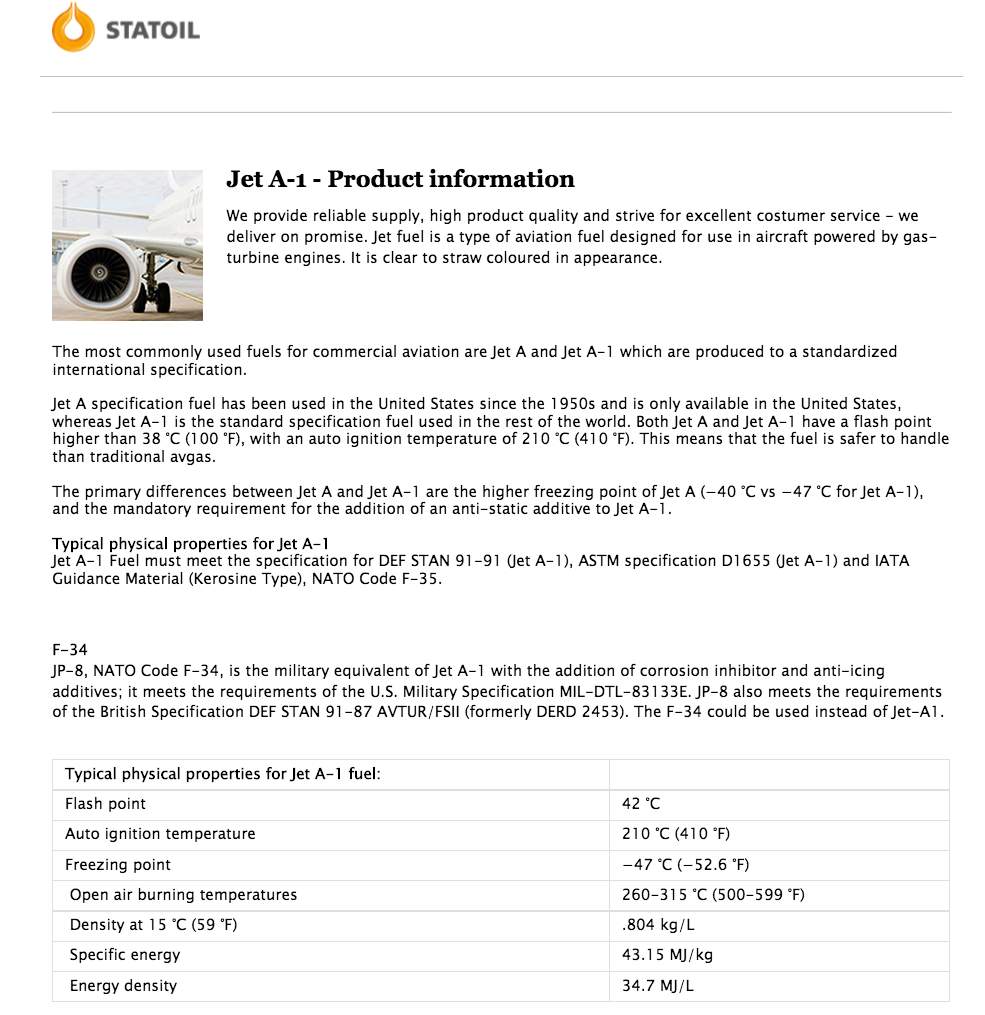 STATOIL
Jet A-1 - Product information
We provide reliable supply, high product quality and strive for excellent costumer service – we
deliver on promise. Jet fuel is a type of aviation fuel designed for use in aircraft powered by gas-
turbine engines. It is clear to straw coloured in appearance.
The most commonly used fuels for commercial aviation are Jet A and Jet A-1 which are produced to a standardized
international specification.
Jet A specification fuel has been used in the United States since the 1950s and is only available in the United States,
whereas Jet A-1 is the standard specification fuel used in the rest of the world. Both Jet A and Jet A-1 have a flash point
higher than 38 °C (100 °F), with an auto ignition temperature of 210 °C (410 °F). This means that the fuel is safer to handle
than traditional avgas.
The primary differences between Jet A and Jet A-1 are the higher freezing point of Jet A (−40 °C vs −47 °C for Jet A-1),
and the mandatory requirement for the addition of an anti-static additive to Jet A-1.
Typical physical properties for Jet A-1
Jet A-1 Fuel must meet the specification for DEF STAN 91-91 (Jet A-1), ASTM specification D1655 (Jet A-1) and IATA
Guidance Material (Kerosine Type), NATO Code F-35.
F-34
JP-8, NATO Code F-34, is the military equivalent of Jet A-1 with the addition of corrosion inhibitor and anti-icing
additives; it meets the requirements of the U.S. Military Specification MIL-DTL-83133E. JP-8 also meets the requirements
of the British Specification DEF STAN 91-87 AVTUR/FSII (formerly DERD 2453). The F-34 could be used instead of Jet-A1.
Typical physical properties for Jet A-1 fuel:
Flash point 42 °C
Auto ignition temperature 210 °C (410 °F)
Freezing point −47 °C (−52.6 °F)
Open air burning temperatures 260-315 °C (500-599 °F)
Density at 15 °C (59 °F) .804 kg/L
Specific energy 43.15 MJ/kg
Energy density 34.7 MJ/L